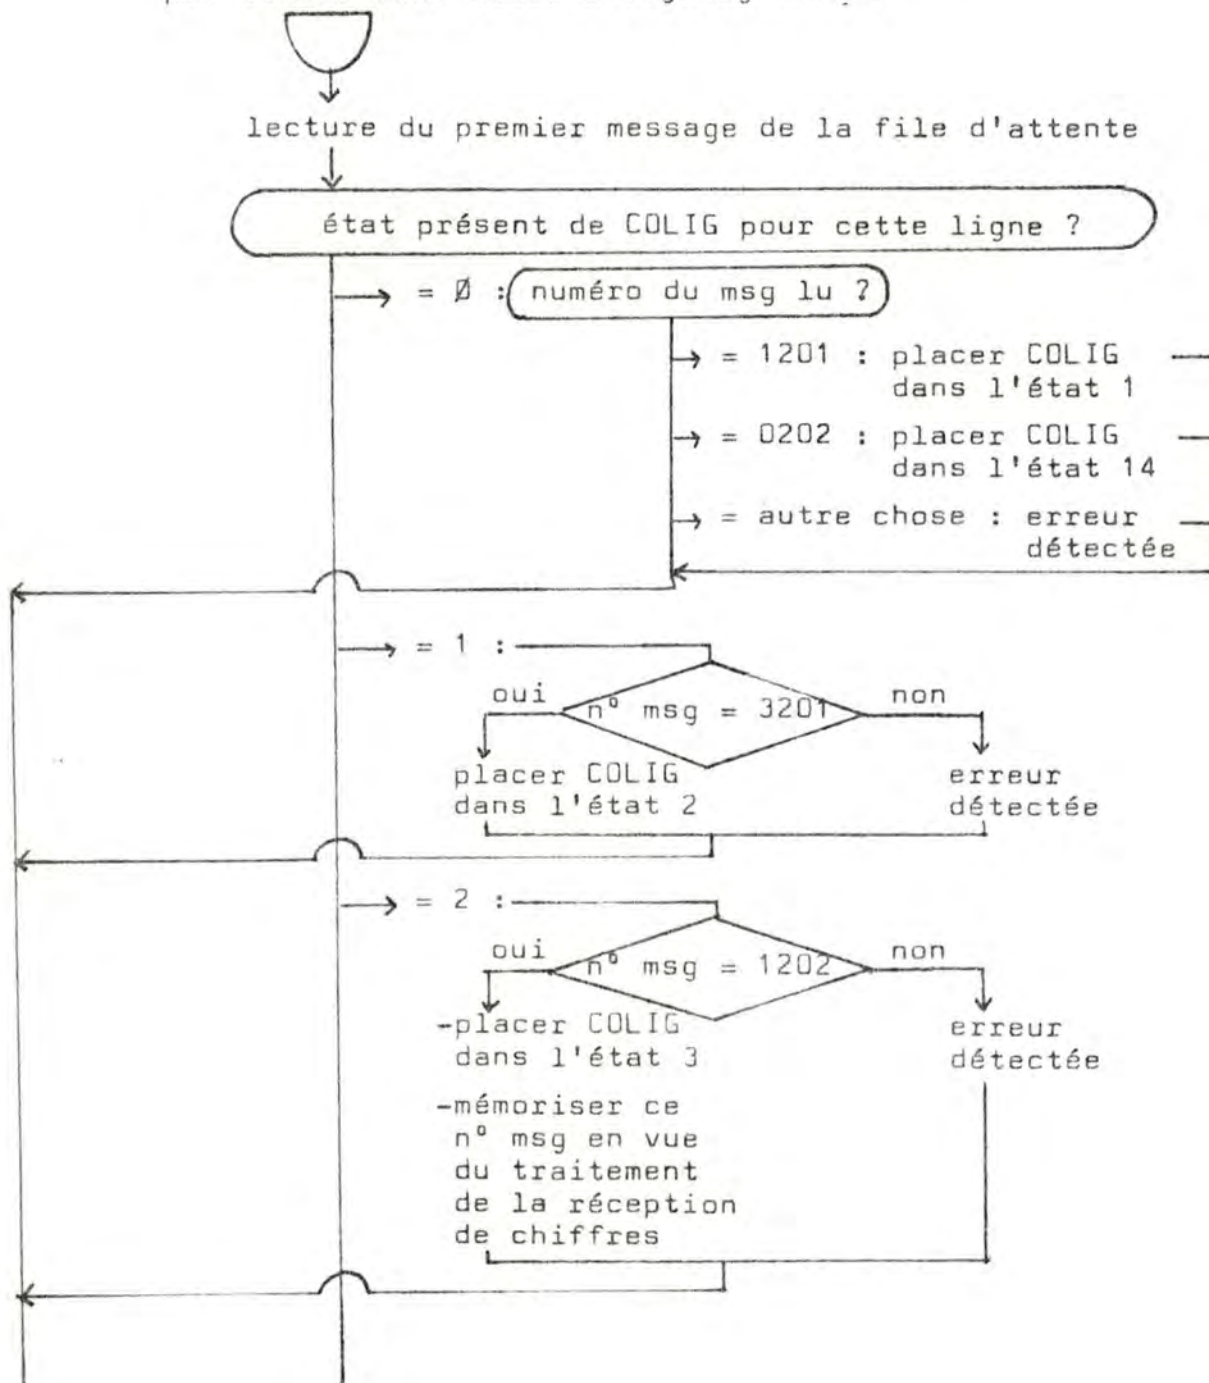 lecture du premier message de la file d'attente
état présent de COLIG pour cette ligne ?
= Ø : numéro du msg lu ?
= 1201 : placer COLIG
dans l'état 1
= 0202 : placer COLIG
dans l'état 14
= autre chose : erreur
détectée
= 1 :
oui
n° msg = 3201
non
placer COLIG
dans l'état 2
erreur
détectée
= 2 :
oui
n° msg = 1202
non
-placer COLIG
dans l'état 3
erreur
détectée
-mémoriser ce
n° msg en vue
du traitement
de la réception
de chiffres